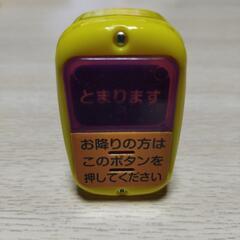 とまります
お降りの方は
このボタンを
押してください